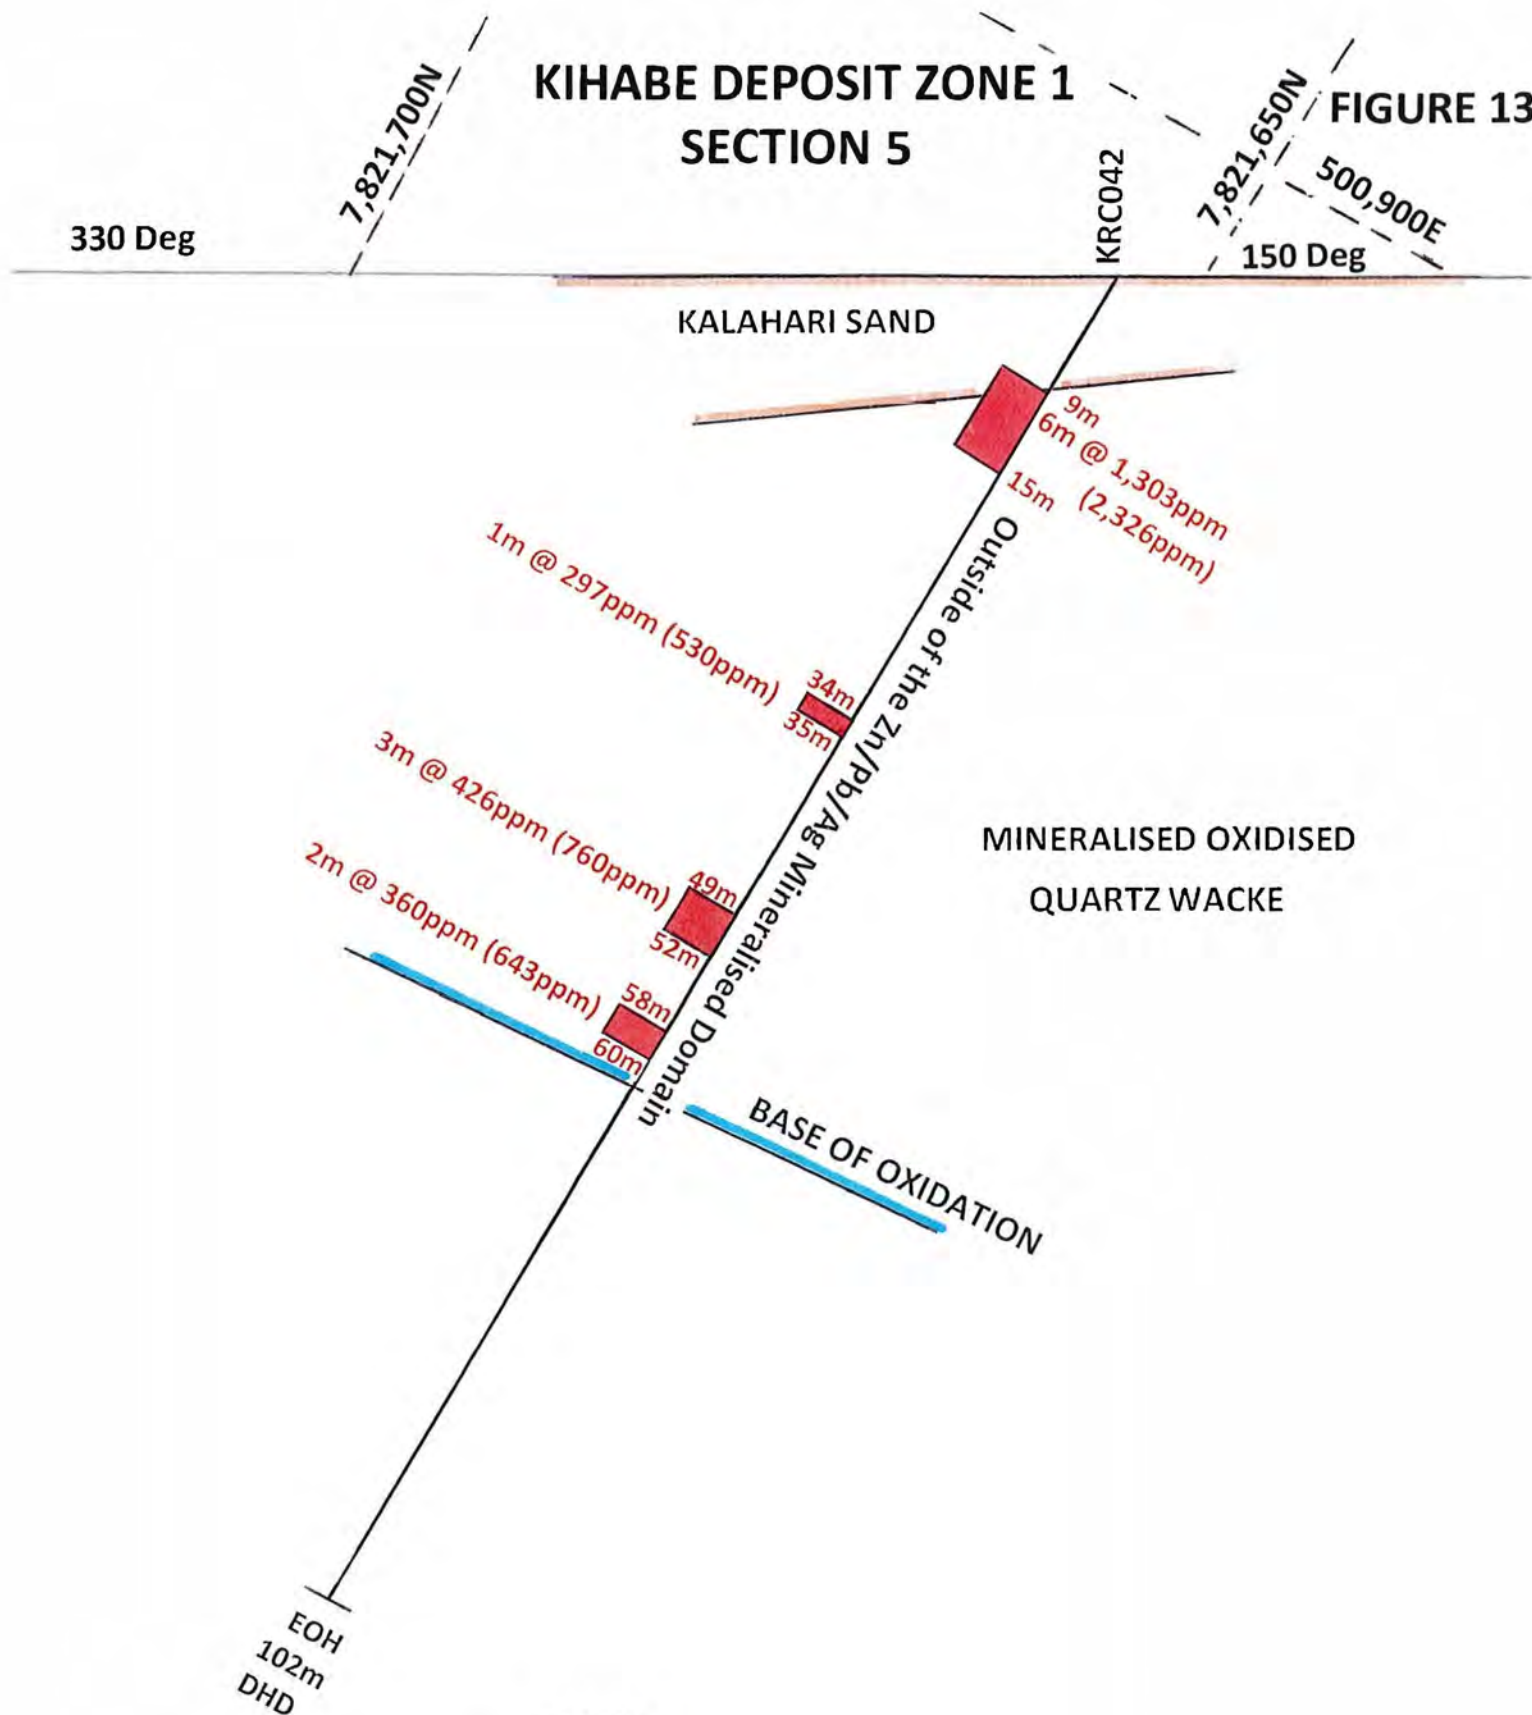 KIHABE DEPOSIT ZONE 1
SECTION 5
FIGURE 13
7,821,700N
7,821,650N
500,900E
KRC042
330 Deg
150 Deg
KALAHARI SAND
9m
6m @ 1,303ppm
(2,326ppm)
15m
Outside of the Zn/Pb/Ag Mineralised Domain
1m @ 297ppm (530ppm)
34m
35m
3m @ 426ppm (760ppm)
49m
52m
MINERALISED OXIDISED
QUARTZ WACKE
2m @ 360ppm (643ppm)
58m
60m
BASE OF OXIDATION
EOH
102m
DHD